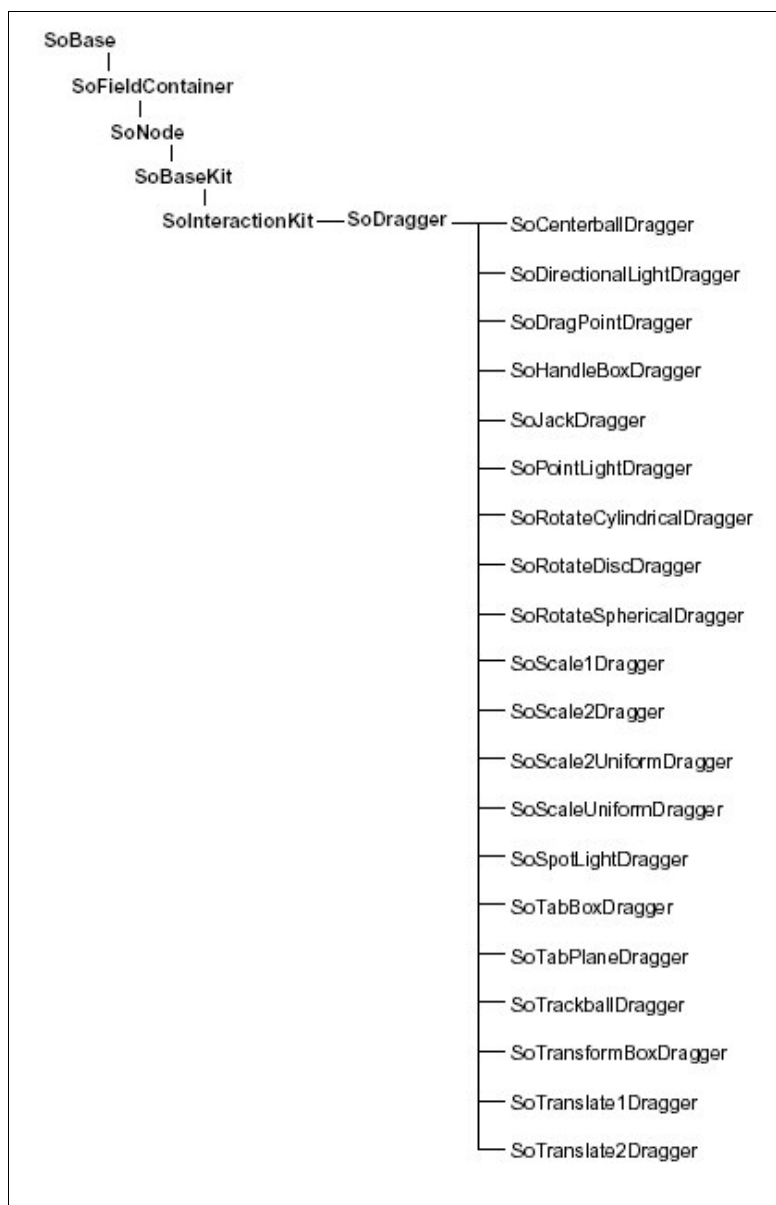 SoBase
SoFieldContainer
SoNode
SoBaseKit
SoInteractionKit SoDragger SoCenterballDragger
SoDirectionalLightDragger
SoDragPointDragger
SoHandleBoxDragger
SoJackDragger
SoPointLightDragger
SoRotateCylindricalDragger
SoRotateDiscDragger
SoRotateSphericalDragger
SoScale1Dragger
SoScale2Dragger
SoScale2UniformDragger
SoScaleUniformDragger
SoSpotLightDragger
SoTabBoxDragger
SoTabPlaneDragger
SoTrackballDragger
SoTransformBoxDragger
SoTranslate1Dragger
SoTranslate2Dragger